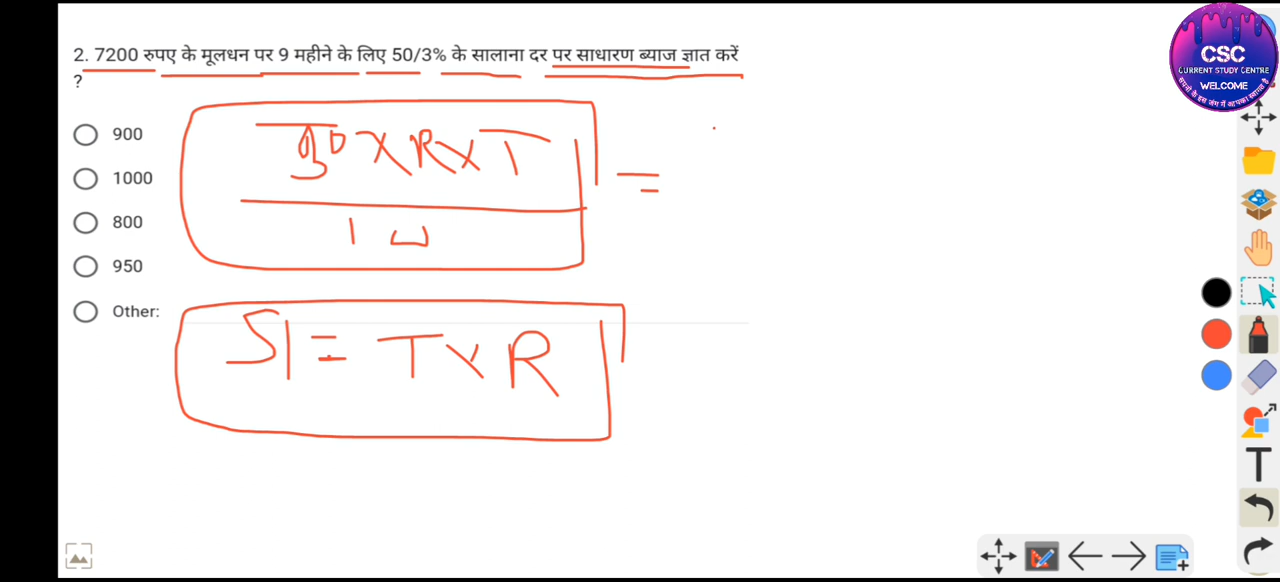 2. 7200 रुपए के मूलधन पर 9 महीने के लिए 50/3% के सालाना दर पर साधारण ब्याज ज्ञात करें
?
900
1000
800
950
Other:
X R X T
=
SI = T X R
CSC
CURRENT STUDY CENTRE
WELCOME
T